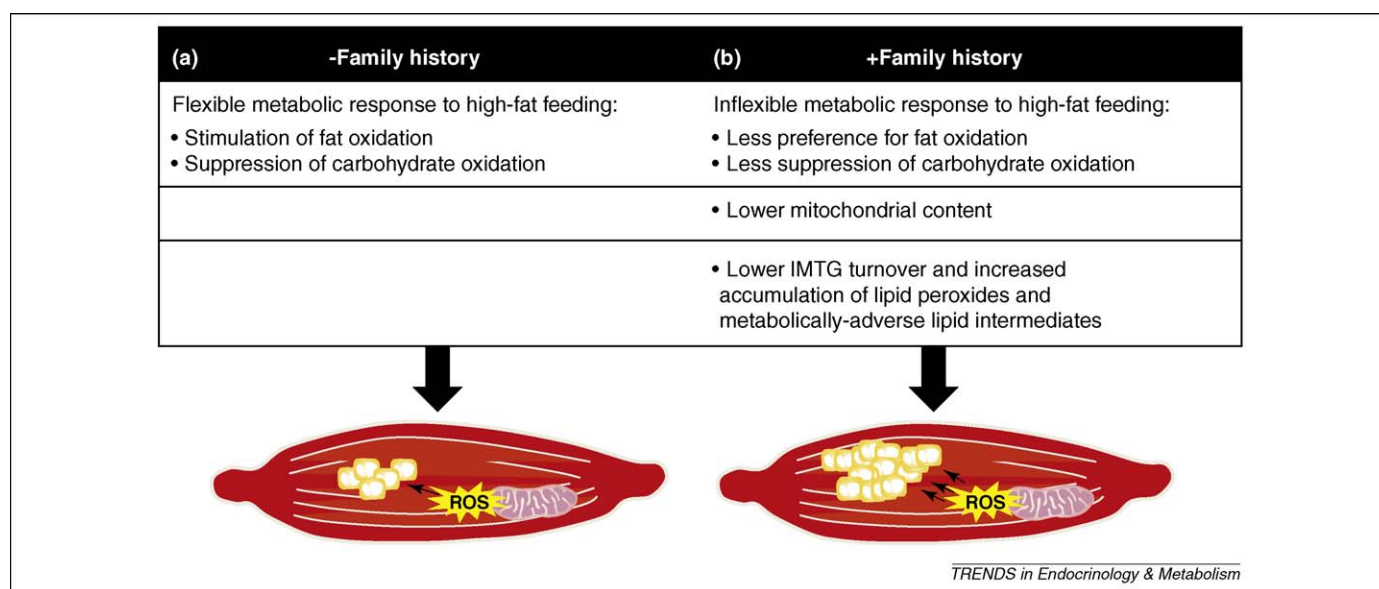 (a) -Family history
(b) +Family history
Flexible metabolic response to high-fat feeding:
• Stimulation of fat oxidation
• Suppression of carbohydrate oxidation
Inflexible metabolic response to high-fat feeding:
• Less preference for fat oxidation
• Less suppression of carbohydrate oxidation
• Lower mitochondrial content
• Lower IMTG turnover and increased
accumulation of lipid peroxides and
metabolically-adverse lipid intermediates
ROS
ROS
TRENDS in Endocrinology & Metabolism